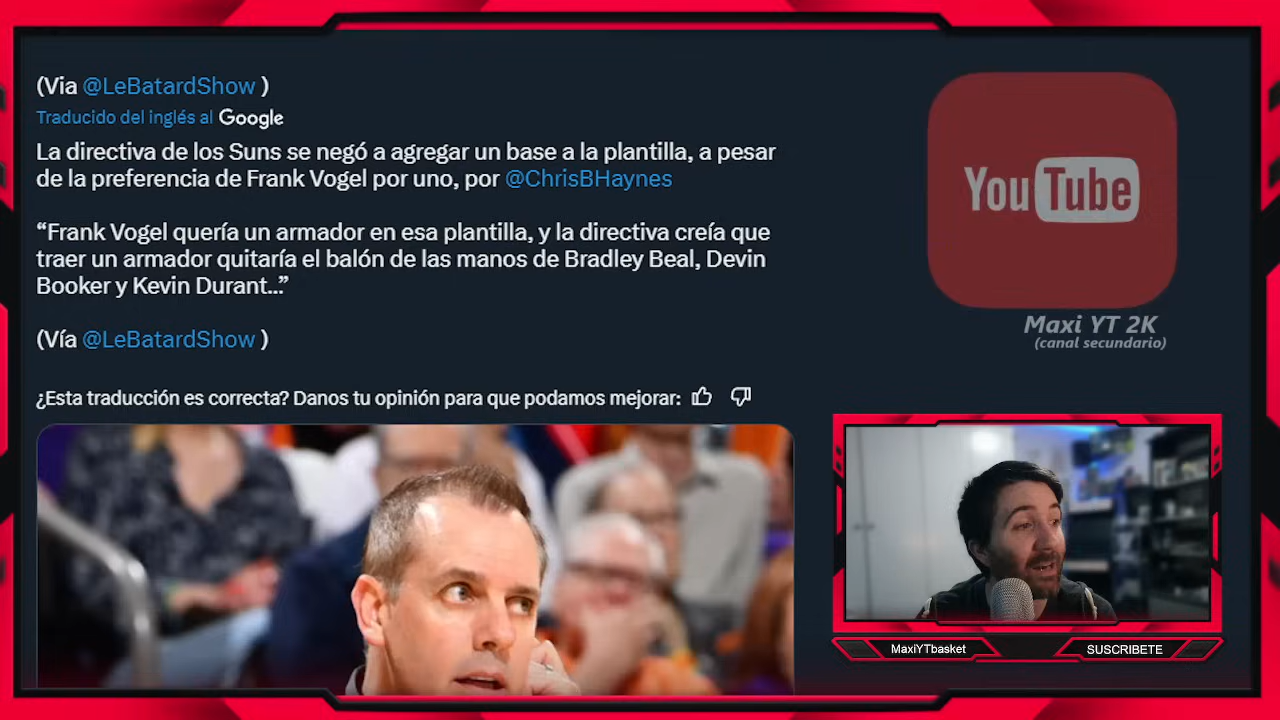 (Via @LeBatardShow )
Traducido del inglés al Google
La directiva de los Suns se negó a agregar un base a la plantilla, a pesar
de la preferencia de Frank Vogel por uno, por @ChrisBHaynes
“Frank Vogel quería un armador en esa plantilla, y la directiva creía que
traer un armador quitaría el balón de las manos de Bradley Beal, Devin
Booker y Kevin Durant...”
(Vía @LeBatardShow )
¿Esta traducción es correcta? Danos tu opinión para que podamos mejorar:
YouTube
Maxi YT 2K
(canal secundario)
MaxiYTbasket
SUSCRIBETE